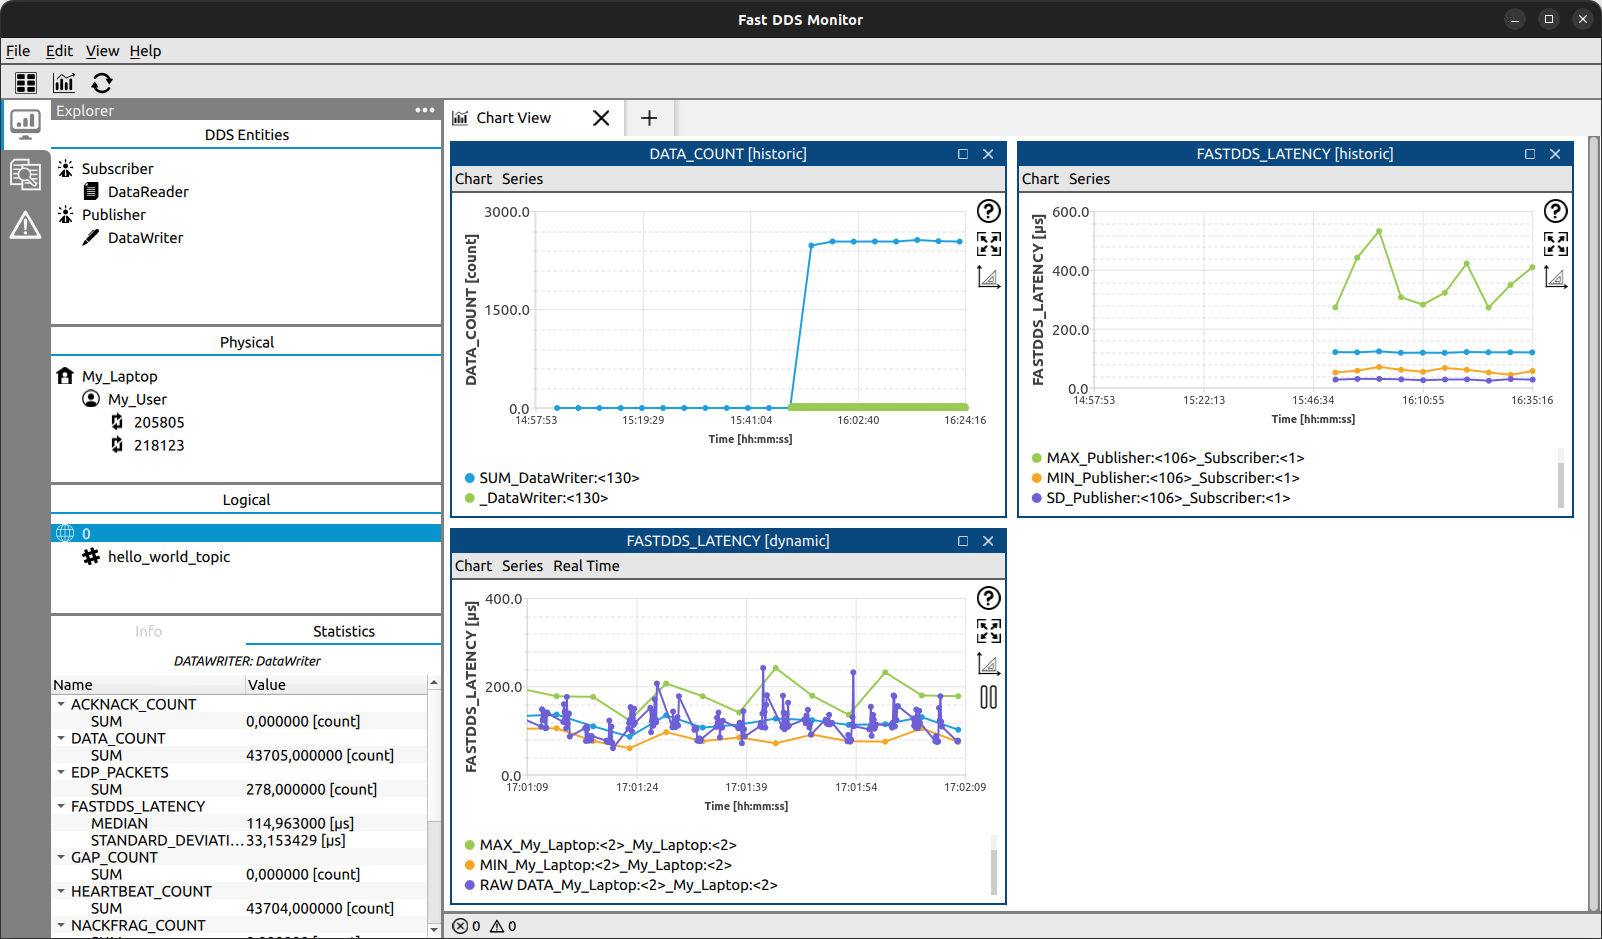 Fast DDS Monitor
File Edit View Help
Explorer
DDS Entities
Subscriber
DataReader
Publisher
DataWriter
Physical
My_Laptop
My_User
205805
218123
Logical
0
hello_world_topic
Info Statistics
DATAWRITER: DataWriter
Name Value
ACKNACK_COUNT
SUM 0,000000 [count]
DATA_COUNT
SUM 43705,000000 [count]
EDP_PACKETS
SUM 278,000000 [count]
FASTDDS_LATENCY
MEDIAN 114,963000 [µs]
STANDARD_DEVIATI... 33,153429 [µs]
GAP_COUNT
SUM 0,000000 [count]
HEARTBEAT_COUNT
SUM 43704,000000 [count]
NACKFRAG_COUNT
Chart View
DATA_COUNT [historic]
Chart Series
DATA_COUNT [count]
3000.0
1500.0
0.0
14:57:53 15:19:29 15:41:04 16:02:40 16:24:16
Time [hh:mm:ss]
SUM_DataWriter:<130>
_DataWriter:<130>
FASTDDS_LATENCY [historic]
Chart Series
FASTDDS_LATENCY [µs]
600.0
400.0
200.0
0.0
14:57:53 15:22:13 15:46:34 16:10:55 16:35:16
Time [hh:mm:ss]
MAX_Publisher:<106>_Subscriber:<1>
MIN_Publisher:<106>_Subscriber:<1>
SD_Publisher:<106>_Subscriber:<1>
FASTDDS_LATENCY [dynamic]
Chart Series Real Time
FASTDDS_LATENCY [µs]
400.0
200.0
0.0
17:01:09 17:01:24 17:01:39 17:01:54 17:02:09
Time [hh:mm:ss]
MAX_My_Laptop:<2>_My_Laptop:<2>
MIN_My_Laptop:<2>_My_Laptop:<2>
RAW DATA_My_Laptop:<2>_My_Laptop:<2>
0 0